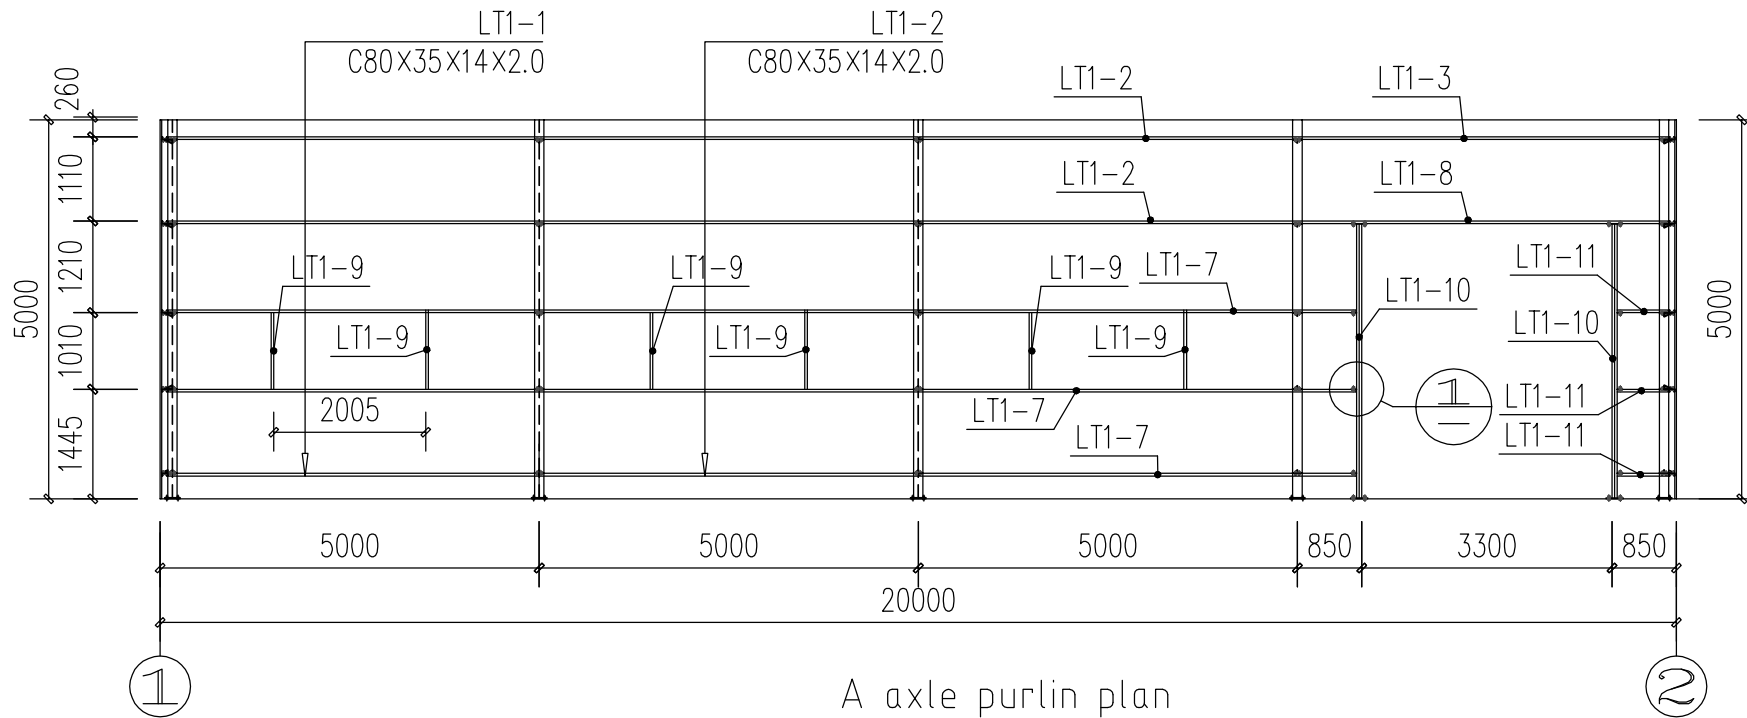 LT1-1
C80X35X14X2.0
LT1-2
C80X35X14X2.0
LT1-2
LT1-3
260
LT1-2
LT1-8
1110
LT1-9
LT1-9
LT1-9
LT1-7
LT1-11
1210
LT1-10
5000
5000
LT1-9
LT1-9
LT1-9
LT1-10
1010
2005
LT1-7
LT1-11
1
1445
LT1-7
LT1-11
5000
5000
5000
850
3300
850
20000
1
2
A axle purlin plan